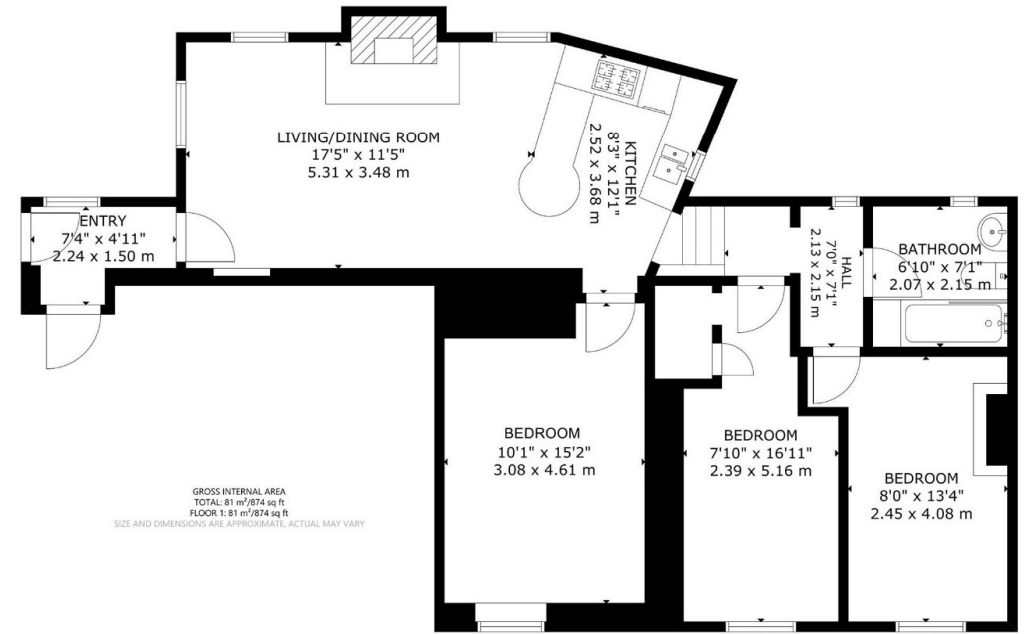 LIVING/DINING ROOM
17'5" x 11'5"
5.31 x 3.48 m
KITCHEN
8'3" x 12'1"
2.52 x 3.68 m
ENTRY
7'4" x 4'11"
2.24 x 1.50 m
HALL
7'0" x 7'1"
2.13 x 2.15 m
BATHROOM
6'10" x 7'1"
2.07 x 2.15 m
BEDROOM
10'1" x 15'2"
3.08 x 4.61 m
BEDROOM
7'10" x 16'11"
2.39 x 5.16 m
BEDROOM
8'0" x 13'4"
2.45 x 4.08 m
GROSS INTERNAL AREA
TOTAL: 81 m²/874 sq ft
FLOOR 1: 81 m²/874 sq ft
SIZE AND DIMENSIONS ARE APPROXIMATE, ACTUAL MAY VARY